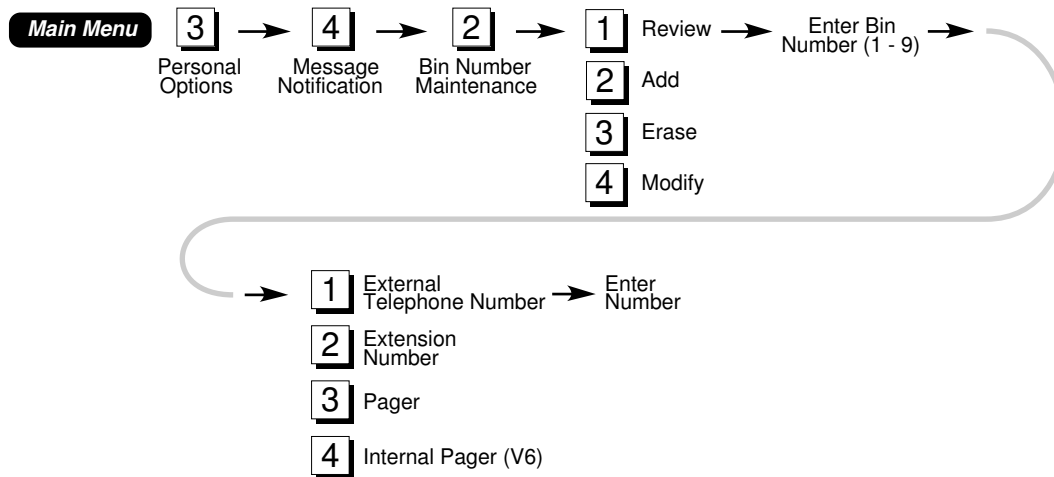 Main Menu
3
Personal
Options
4
Message
Notification
2
Bin Number
Maintenance
1 Review
Enter Bin
Number (1 - 9)
2 Add
3 Erase
4 Modify
1 External
Telephone Number
Enter
Number
2 Extension
Number
3 Pager
4 Internal Pager (V6)